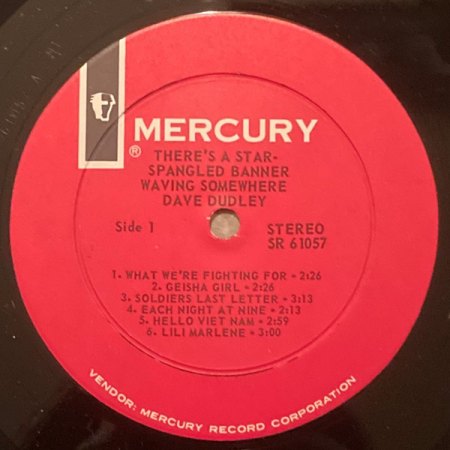 MERCURY
®
THERE'S A STAR-
SPANGLED BANNER
WAVING SOMEWHERE
DAVE DUDLEY
Side 1
STEREO
SR 61057
1. WHAT WE'RE FIGHTING FOR • 2:26
2. GEISHA GIRL • 2:26
3. SOLDIERS LAST LETTER • 3:13
4. EACH NIGHT AT NINE • 2:13
5. HELLO VIET NAM • 2:59
6. LILI MARLENE • 3:00
VENDOR: MERCURY RECORD CORPORATION